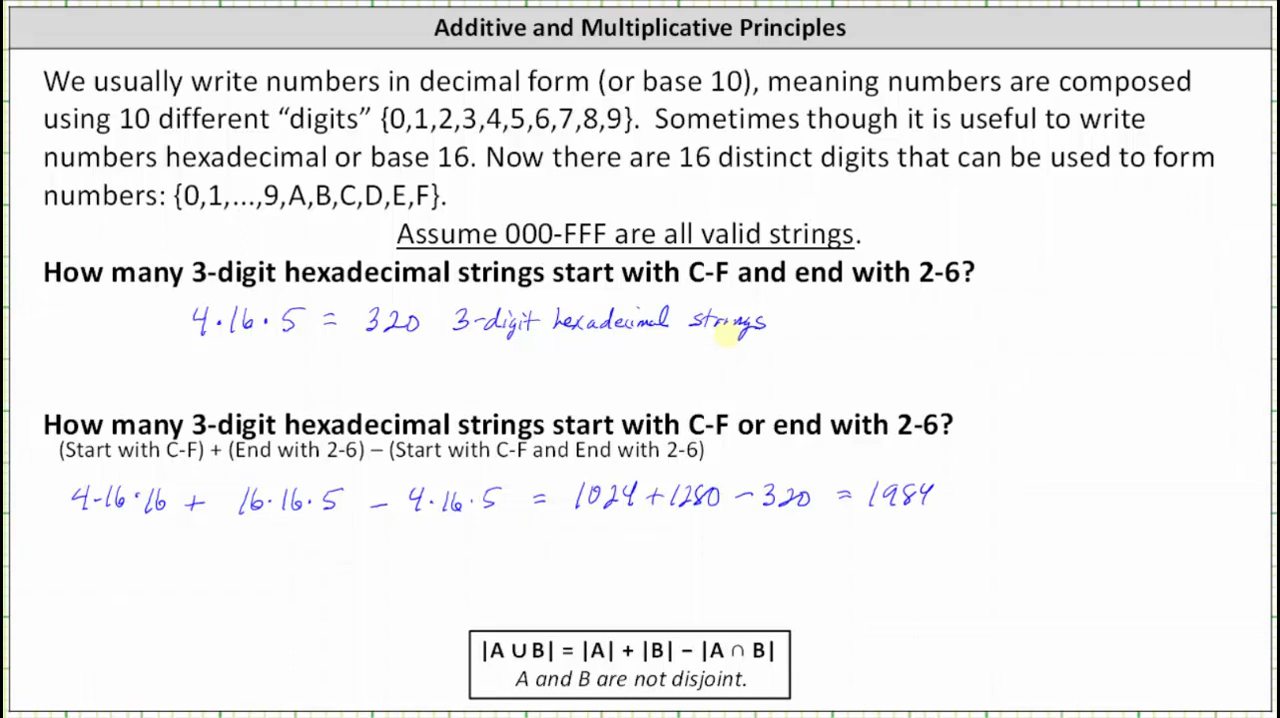 Additive and Multiplicative Principles
We usually write numbers in decimal form (or base 10), meaning numbers are composed
using 10 different “digits” {0,1,2,3,4,5,6,7,8,9}. Sometimes though it is useful to write
numbers hexadecimal or base 16. Now there are 16 distinct digits that can be used to form
numbers: {0,1,...,9,A,B,C,D,E,F}.
Assume 000-FFF are all valid strings.
How many 3-digit hexadecimal strings start with C-F and end with 2-6?
4·16·5 = 320 3-digit hexadecimal strings
How many 3-digit hexadecimal strings start with C-F or end with 2-6?
(Start with C-F) + (End with 2-6) – (Start with C-F and End with 2-6)
4·16·16 + 16·16·5 - 4·16·5 = 1024+1280-320 = 1984
|A ∪ B| = |A| + |B| − |A ∩ B|
A and B are not disjoint.